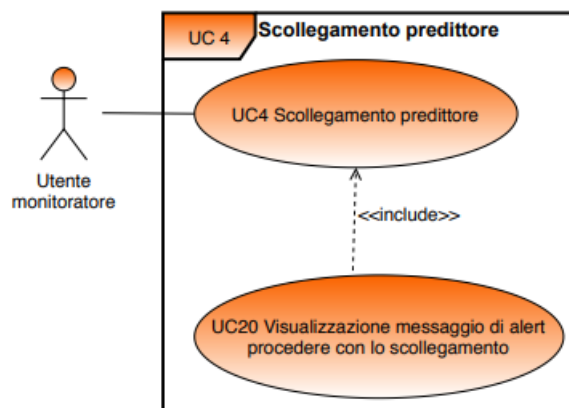 UC 4
Scollegamento predittore
UC4 Scollegamento predittore
Utente
monitoratore
<<include>>
UC20 Visualizzazione messaggio di alert
procedere con lo scollegamento